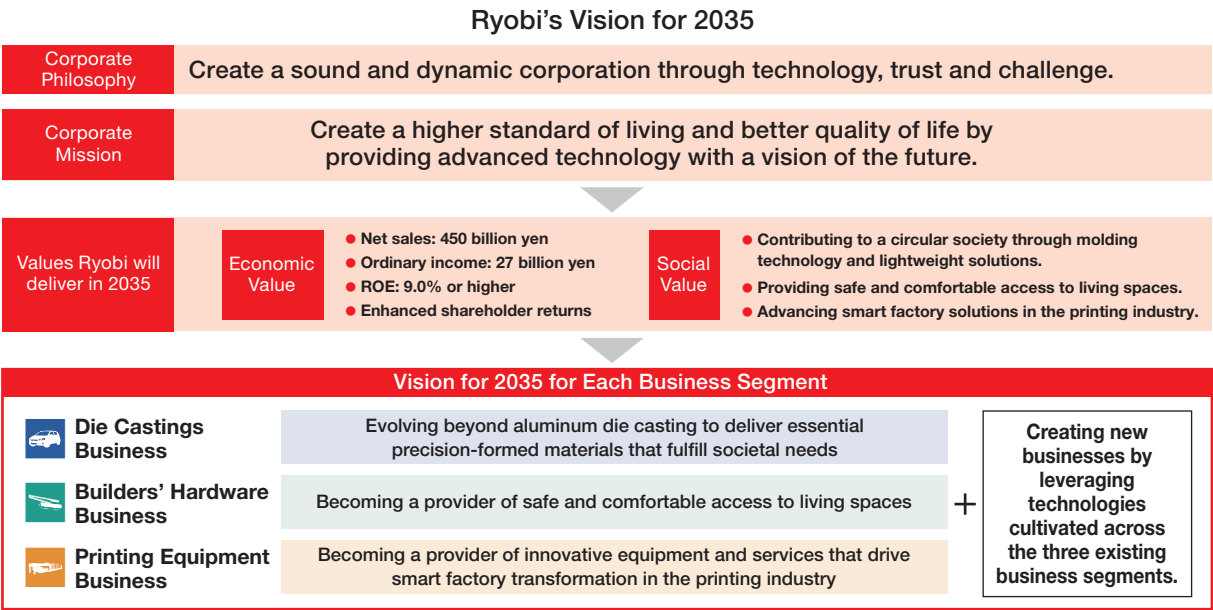 Ryobi’s Vision for 2035
Corporate
Philosophy
Create a sound and dynamic corporation through technology, trust and challenge.
Corporate
Mission
Create a higher standard of living and better quality of life by
providing advanced technology with a vision of the future.
Values Ryobi will
deliver in 2035
Economic
Value
● Net sales: 450 billion yen
● Ordinary income: 27 billion yen
● ROE: 9.0% or higher
● Enhanced shareholder returns
Social
Value
● Contributing to a circular society through molding
technology and lightweight solutions.
● Providing safe and comfortable access to living spaces.
● Advancing smart factory solutions in the printing industry.
Vision for 2035 for Each Business Segment
Die Castings
Business
Evolving beyond aluminum die casting to deliver essential
precision-formed materials that fulfill societal needs
Builders’ Hardware
Business
Becoming a provider of safe and comfortable access to living spaces
Printing Equipment
Business
Becoming a provider of innovative equipment and services that drive
smart factory transformation in the printing industry
+
Creating new
businesses by
leveraging
technologies
cultivated across
the three existing
business segments.